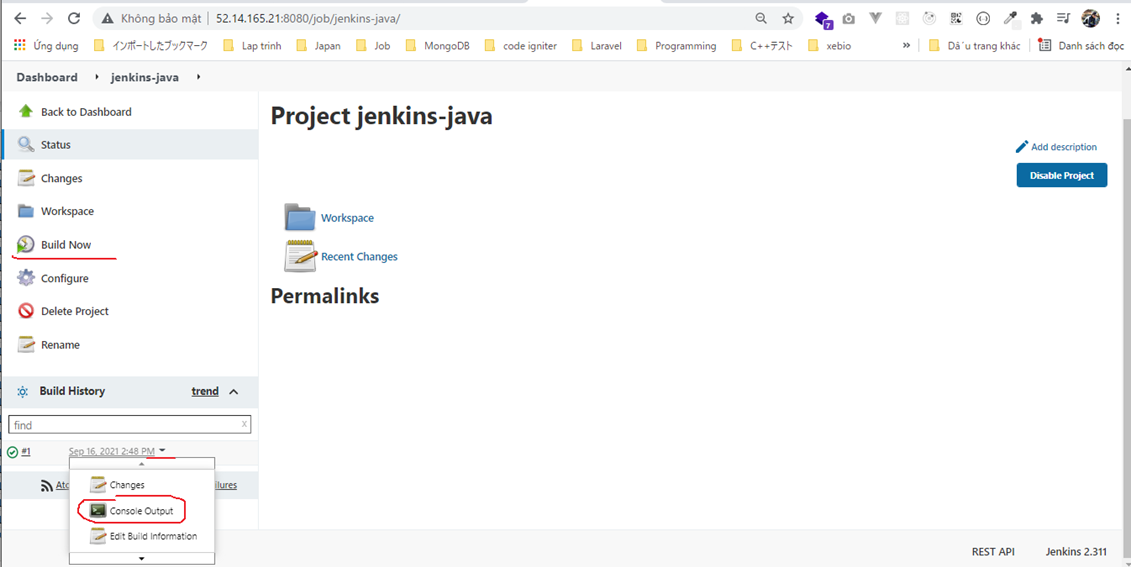 Không bảo mật | 52.14.165.21:8080/job/jenkins-java/
7
Ứng dụng インポートしたブックマーク Lap trinh Japan Job MongoDB code igniter Laravel Programming C++テスト xebio » Dấu trang khác Danh sách đọc
Dashboard jenkins-java
Back to Dashboard
Status
Changes
Workspace
Build Now
Configure
Delete Project
Rename
Build History trend
find x
#1 Sep 16, 2021 2:48 PM
Changes
Console Output
Edit Build Information
Project jenkins-java
Add description
Disable Project
Workspace
Recent Changes
Permalinks
REST API Jenkins 2.311